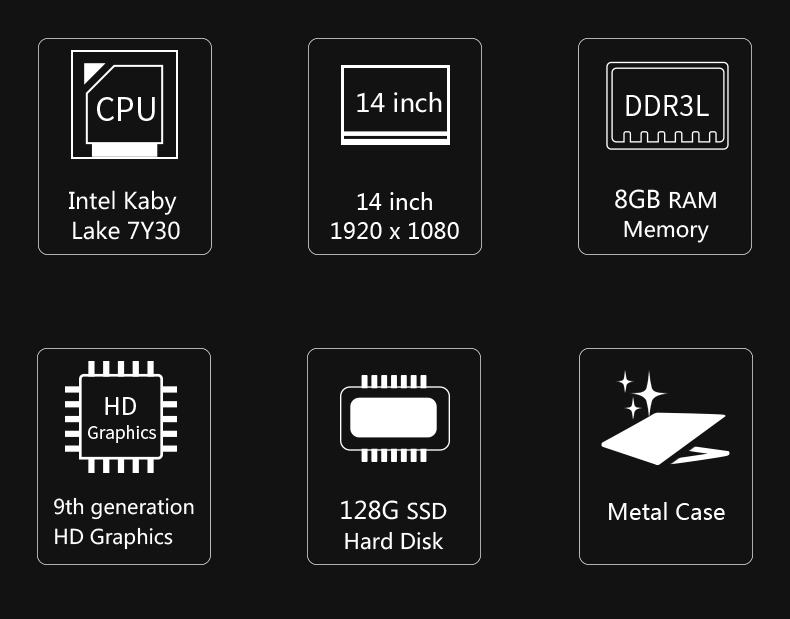 CPU
Intel Kaby
Lake 7Y30
14 inch
14 inch
1920 x 1080
DDR3L
8GB RAM
Memory
HD
Graphics
9th generation
HD Graphics
128G SSD
Hard Disk
Metal Case